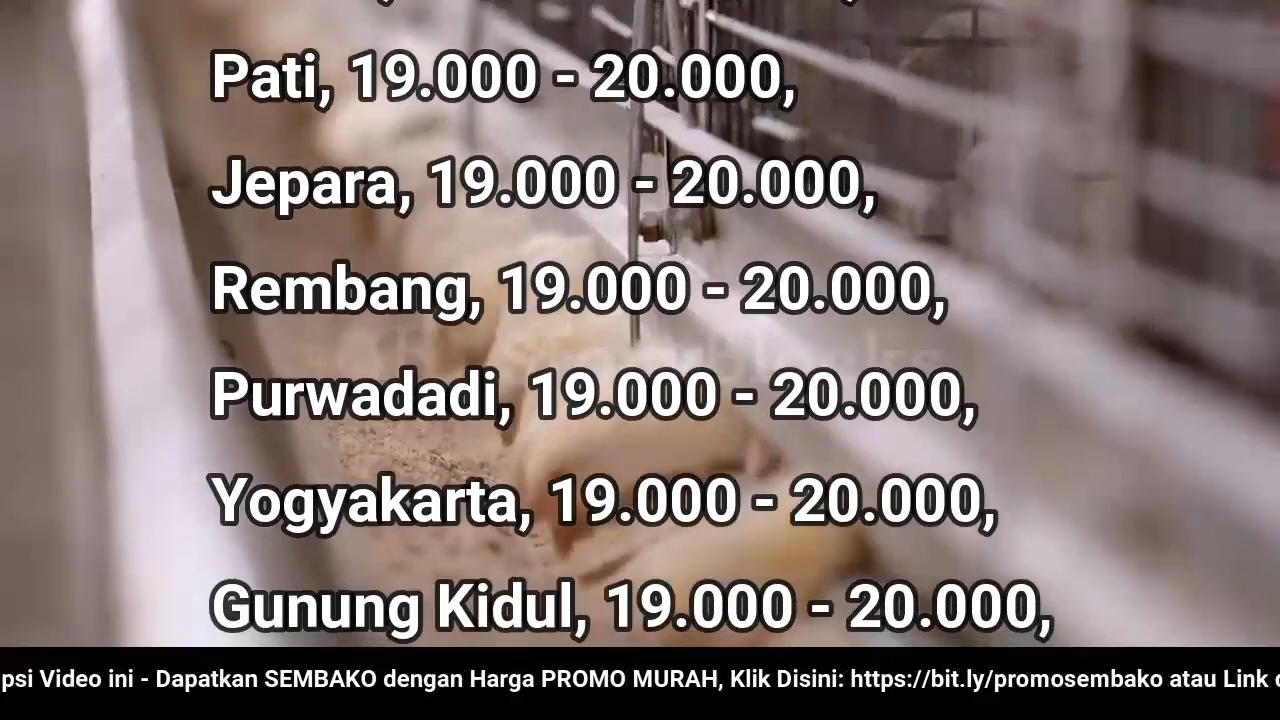 Pati, 19.000 - 20.000,
Jepara, 19.000 - 20.000,
Rembang, 19.000 - 20.000,
Purwadadi, 19.000 - 20.000,
Yogyakarta, 19.000 - 20.000,
Gunung Kidul, 19.000 - 20.000,
psi Video ini - Dapatkan SEMBAKO dengan Harga PROMO MURAH, Klik Disini: https://bit.ly/promosembako atau Link